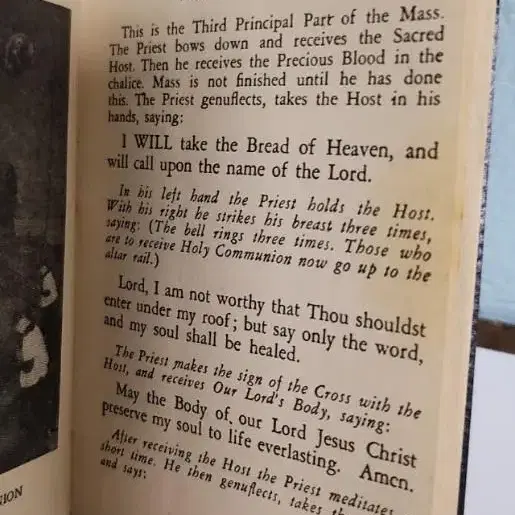 This is the Third Principal Part of the Mass.
The Priest bows down and receives the Sacred
Host. Then he receives the Precious Blood in the
chalice. Mass is not finished until he has done
this. The Priest genuflects, takes the Host in his
hands, saying:
I WILL take the Bread of Heaven, and
will call upon the name of the Lord.
In his left hand the Priest holds the Host.
With his right he strikes his breast three times,
saying: (The bell rings three times. Those who
are to receive Holy Communion now go up to the
altar rail.)
Lord, I am not worthy that Thou shouldst
enter under my roof; but say only the word,
and my soul shall be healed.
The Priest makes the sign of the Cross with the
Host, and receives Our Lord's Body, saying:
May the Body of our Lord Jesus Christ
preserve my soul to life everlasting. Amen.
After receiving the Host the Priest meditates
short time. He then genuflects, takes
and says:
ION